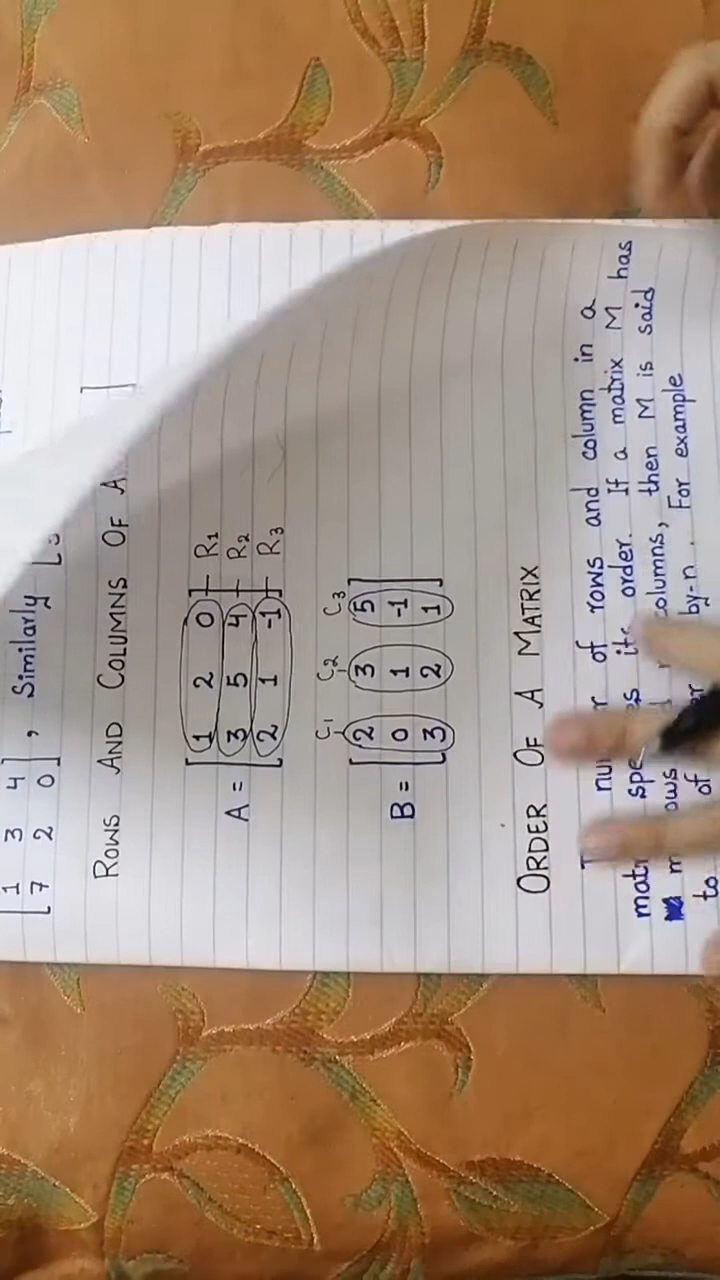 [1 3 4
7 2 0] , Similarly [
ROWS AND COLUMNS OF A ]
[1 2 0] R1
A = [3 5 4] R2
[2 1 -1] R3
C1 C2 C3
[2 3 5]
B = [0 1 -1]
[3 2 1]
ORDER OF A MATRIX
of rows and column in a
order. If a matrix M has
columns, then M is said
to of by-n. For example